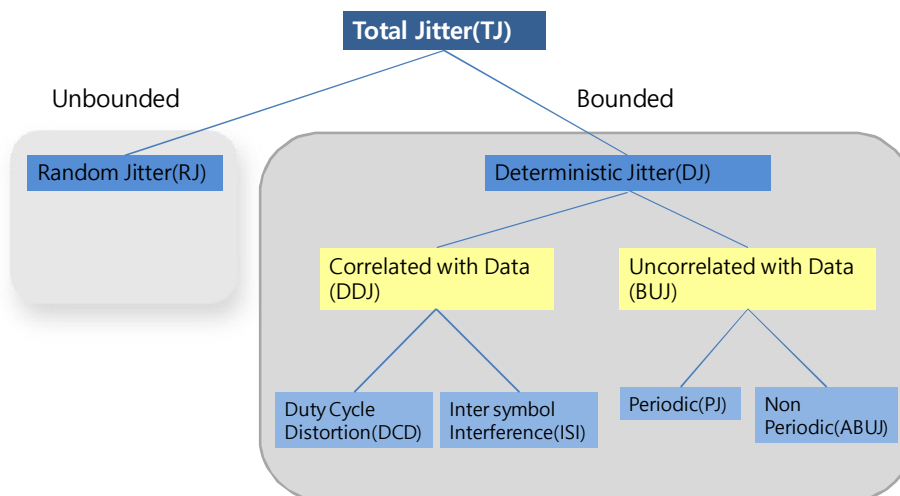 Total Jitter(TJ)
Unbounded
Bounded
Random Jitter(RJ)
Deterministic Jitter(DJ)
Correlated with Data
(DDJ)
Uncorrelated with Data
(BUJ)
Duty Cycle
Distortion(DCD)
Inter symbol
Interference(ISI)
Periodic(PJ)
Non
Periodic(ABUJ)